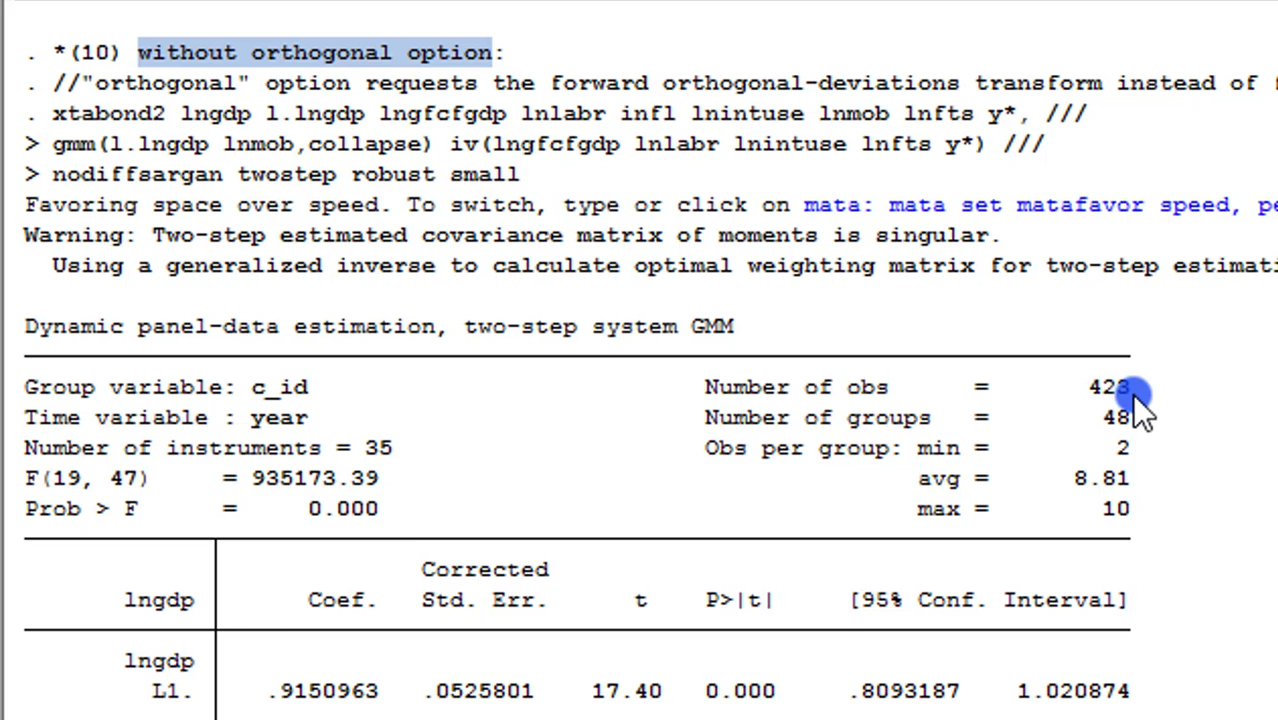 . *(10) without orthogonal option:
. //"orthogonal" option requests the forward orthogonal-deviations transform instead of
. xtabond2 lngdp l.lngdp lngfcfgdp lnlabr infl lnintuse lnmob lnfts y*, ///
> gmm(l.lngdp lnmob,collapse) iv(lngfcfgdp lnlabr lnintuse lnfts y*) ///
> nodiffsargan twostep robust small
Favoring space over speed. To switch, type or click on mata: mata set matafavor speed, pe
Warning: Two-step estimated covariance matrix of moments is singular.
Using a generalized inverse to calculate optimal weighting matrix for two-step estimati
Dynamic panel-data estimation, two-step system GMM
Group variable: c_id Number of obs = 423
Time variable : year Number of groups = 48
Number of instruments = 35 Obs per group: min = 2
F(19, 47) = 935173.39 avg = 8.81
Prob > F = 0.000 max = 10
Corrected
lngdp Coef. Std. Err. t P>|t| [95% Conf. Interval]
lngdp
L1. .9150963 .0525801 17.40 0.000 .8093187 1.020874